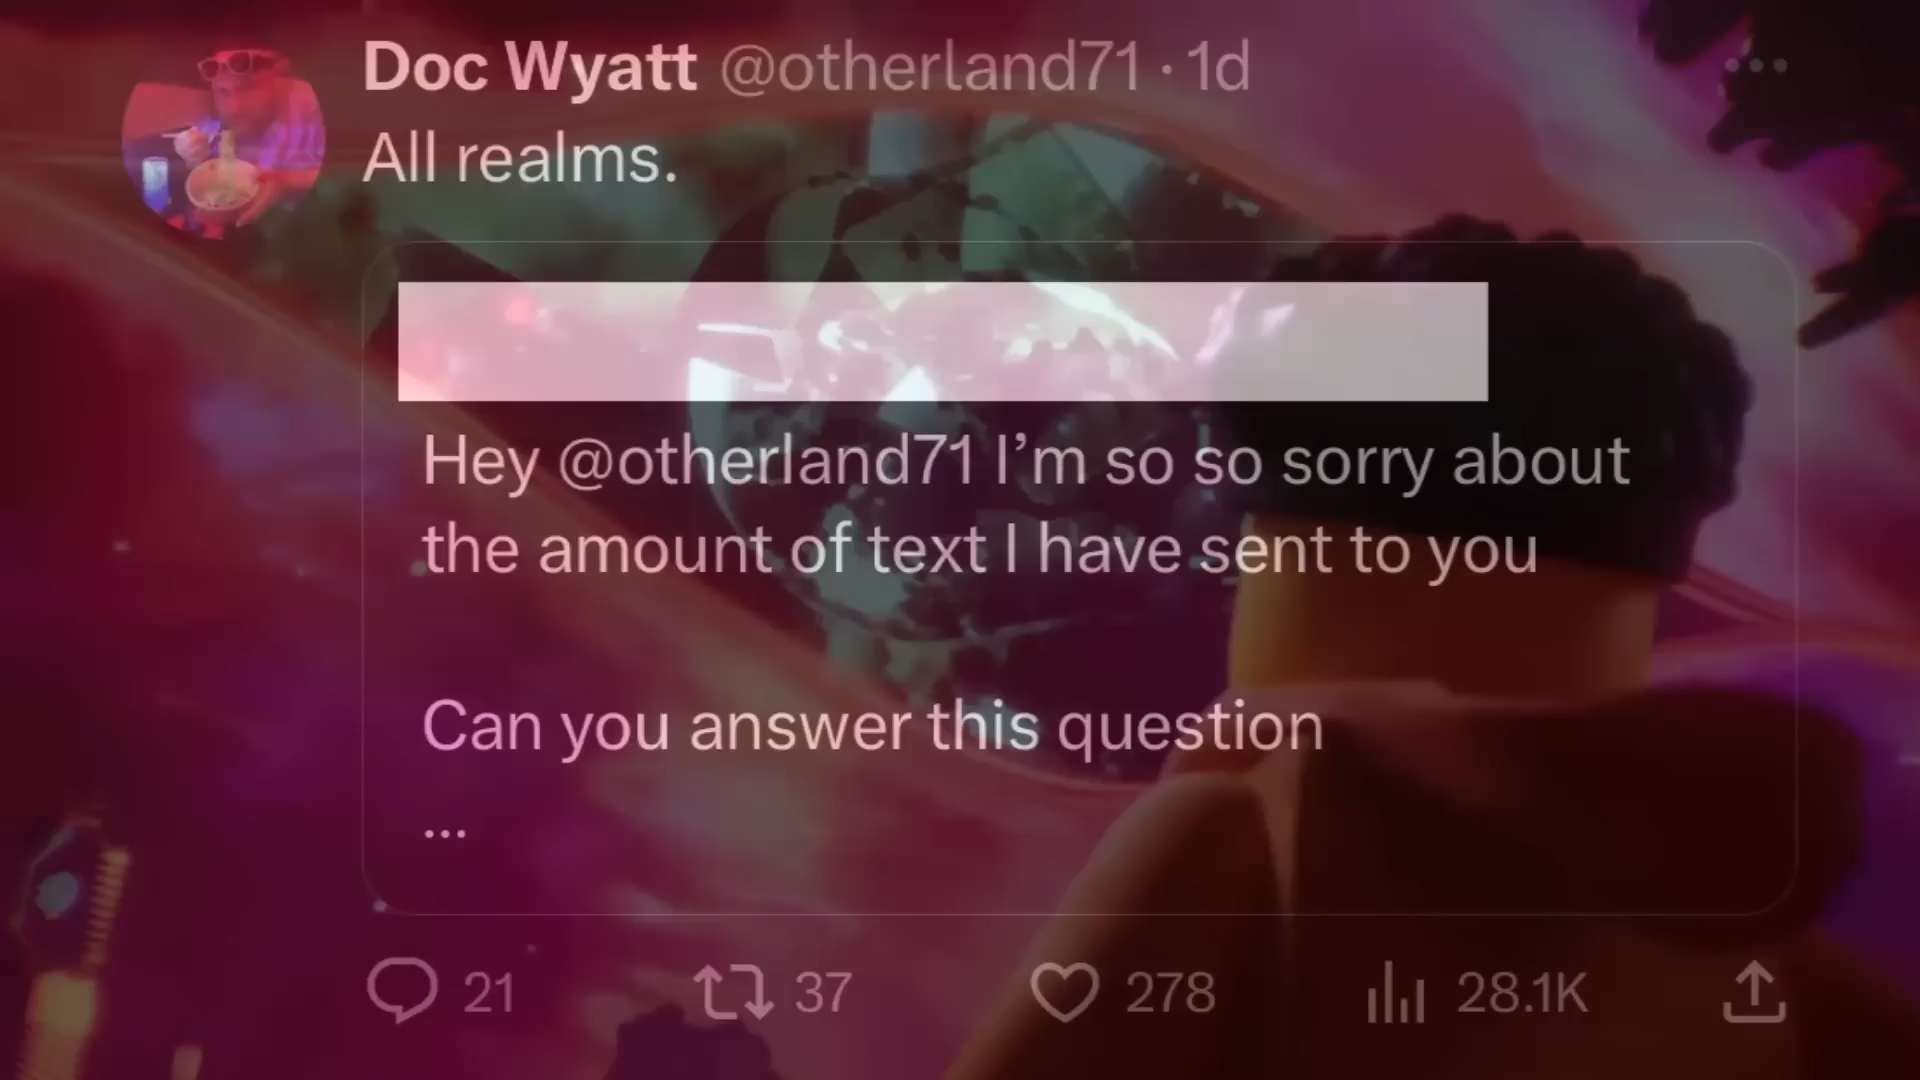 Doc Wyatt @otherland71 · 1d
All realms.
Hey @otherland71 I’m so so sorry about
the amount of text I have sent to you
Can you answer this question
...
21 37 278 28.1K